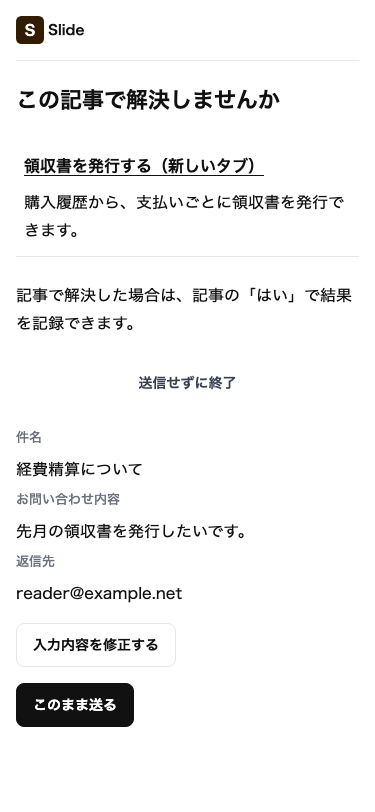 S Slide
この記事で解決しませんか
領収書を発行する（新しいタブ）
購入履歴から、支払いごとに領収書を発行で
きます。
記事で解決した場合は、記事の「はい」で結果
を記録できます。
送信せずに終了
件名
経費精算について
お問い合わせ内容
先月の領収書を発行したいです。
返信先
reader@example.net
入力内容を修正する
このまま送る